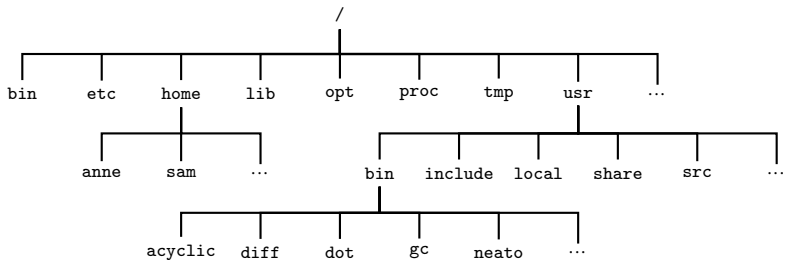 /
bin etc home lib opt proc tmp usr ...
anne sam ... bin include local share src ...
acyclic diff dot gc neato ...